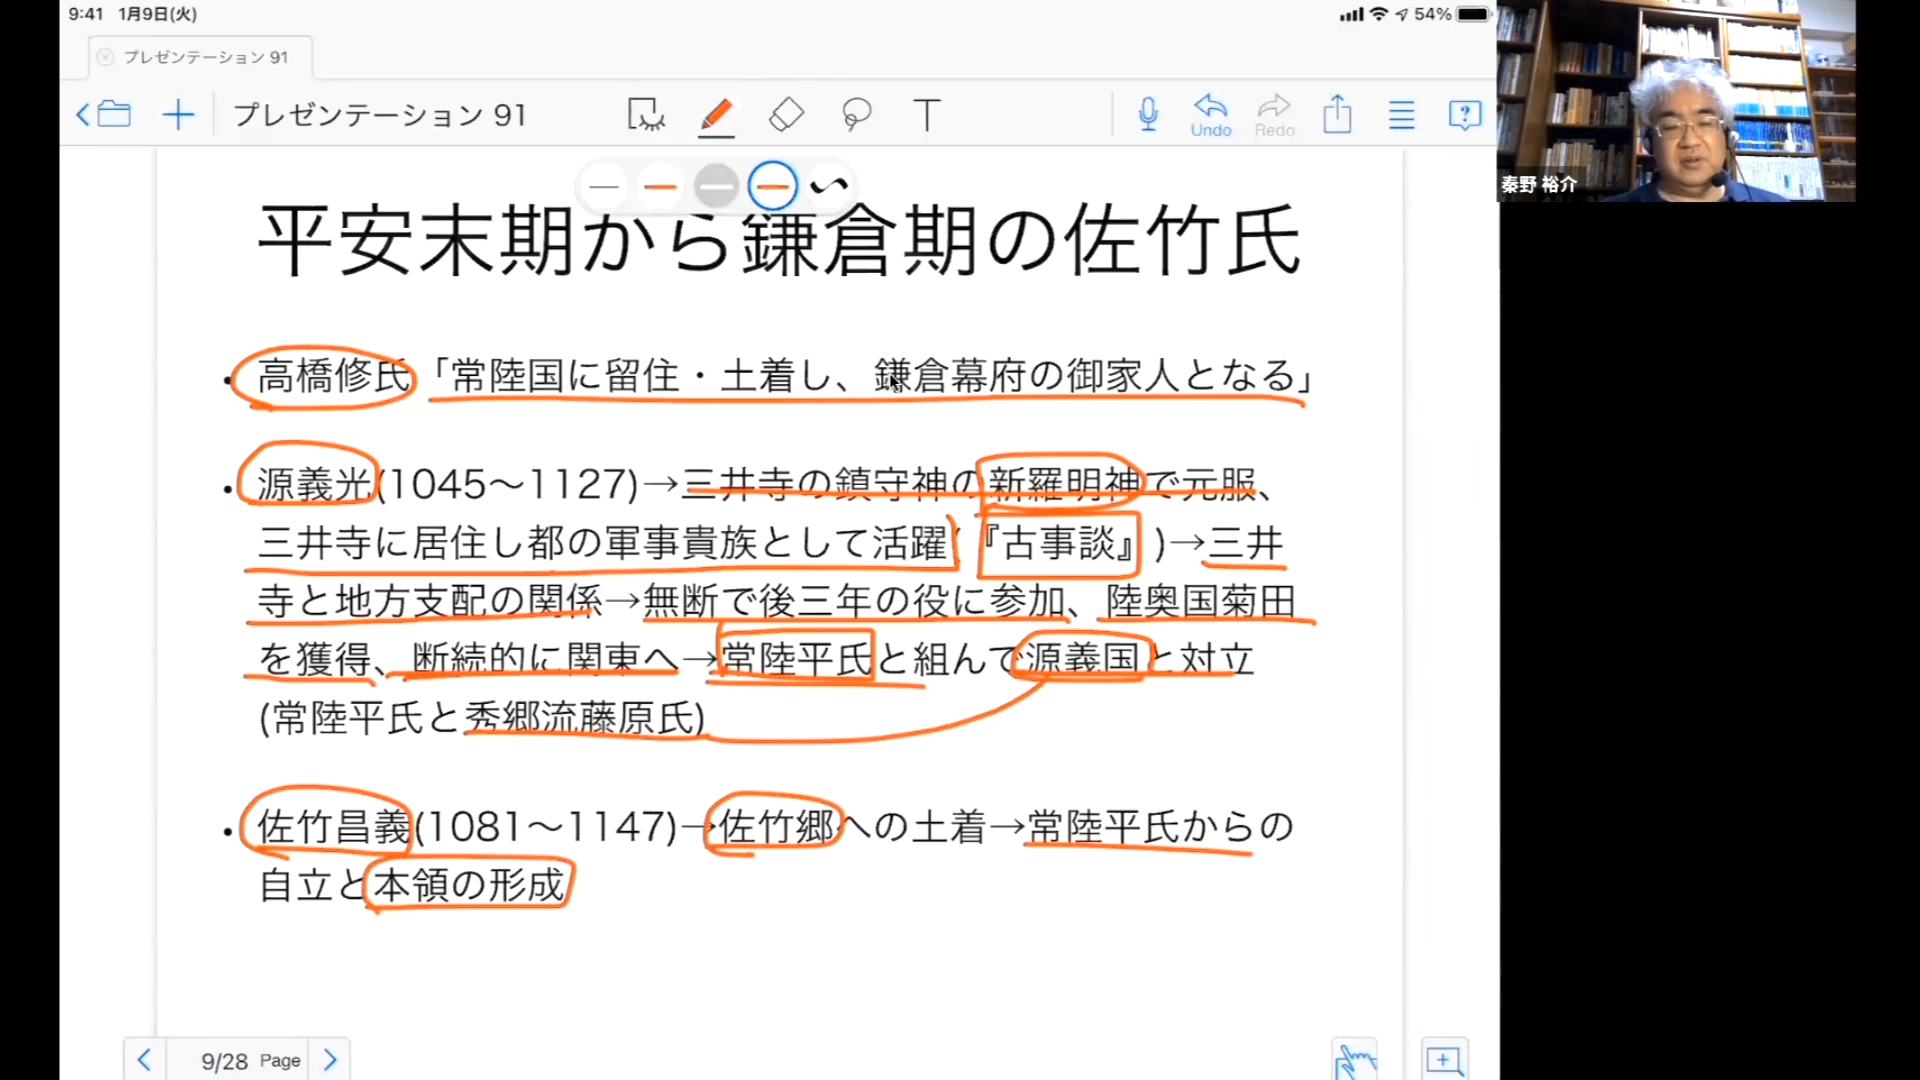 9:41 1月9日(火)
54%
プレゼンテーション 91
プレゼンテーション 91
Undo
Redo
秦野 裕介
平安末期から鎌倉期の佐竹氏
・高橋修氏「常陸国に留住・土着し、鎌倉幕府の御家人となる」
・源義光(1045〜1127)→三井寺の鎮守神の新羅明神で元服、
三井寺に居住し都の軍事貴族として活躍(『古事談』)→三井
寺と地方支配の関係→無断で後三年の役に参加、陸奥国菊田
を獲得、断続的に関東へ→常陸平氏と組んで源義国と対立
(常陸平氏と秀郷流藤原氏)
・佐竹昌義(1081〜1147)→佐竹郷への土着→常陸平氏からの
自立と本領の形成
9/28 Page